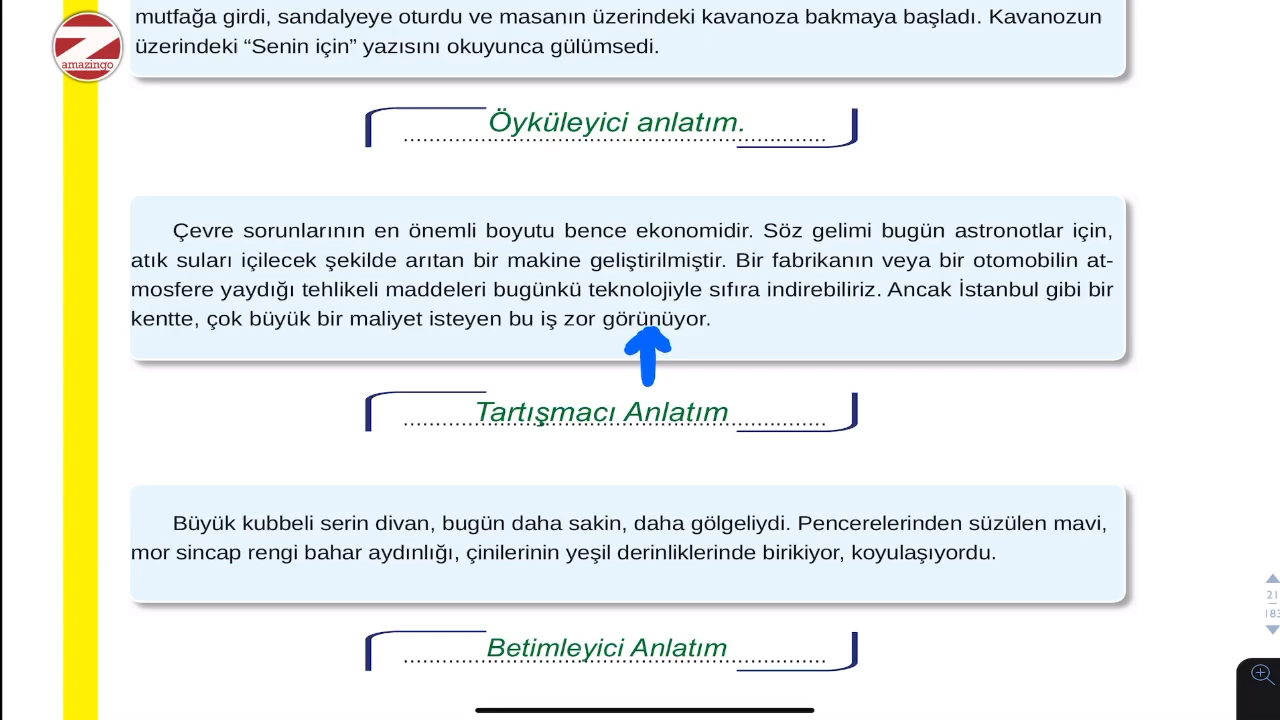 mutfağa girdi, sandalyeye oturdu ve masanın üzerindeki kavanoza bakmaya başladı. Kavanozun
üzerindeki “Senin için” yazısını okuyunca gülümsedi.
amazingo
Öyküleyici anlatım.
Çevre sorunlarının en önemli boyutu bence ekonomidir. Söz gelimi bugün astronotlar için,
atık suları içilecek şekilde arıtan bir makine geliştirilmiştir. Bir fabrikanın veya bir otomobilin at-
mosfere yaydığı tehlikeli maddeleri bugünkü teknolojiyle sıfıra indirebiliriz. Ancak İstanbul gibi bir
kentte, çok büyük bir maliyet isteyen bu iş zor görünüyor.
Tartışmacı Anlatım
Büyük kubbeli serin divan, bugün daha sakin, daha gölgeliydi. Pencerelerinden süzülen mavi,
mor sincap rengi bahar aydınlığı, çinilerinin yeşil derinliklerinde birikiyor, koyulaşıyordu.
Betimleyici Anlatım
21
183